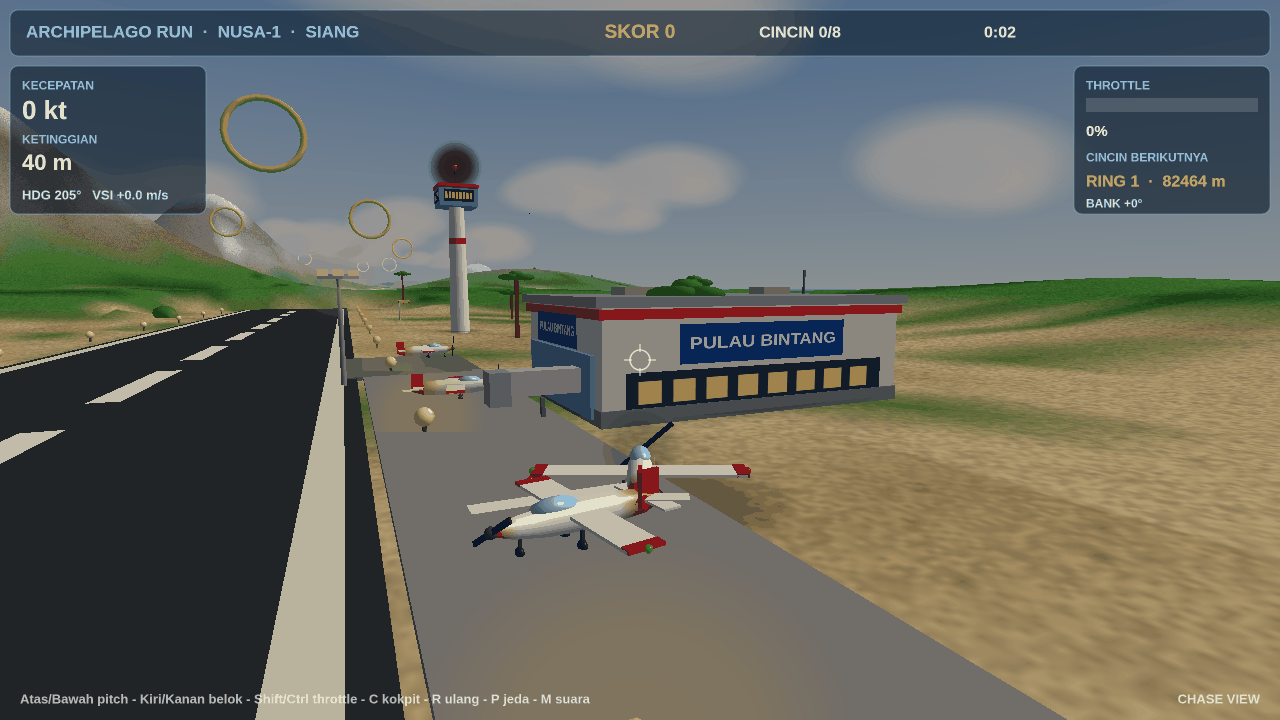 ARCHIPELAGO RUN · NUSA-1 · SIANG
SKOR 0
CINCIN 0/8
0:02
KECEPATAN
0 kt
KETINGGIAN
40 m
HDG 205° VSI +0.0 m/s
THROTTLE
0%
CINCIN BERIKUTNYA
RING 1 · 82464 m
BANK +0°
PULAU BINTANG
PULAU BINTANG
Atas/Bawah pitch - Kiri/Kanan belok - Shift/Ctrl throttle - C kokpit - R ulang - P jeda - M suara
CHASE VIEW